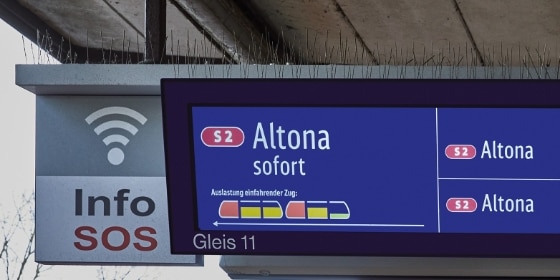 Info
SOS
S2 Altona
sofort
Auslastung einfahrender Zug:
S2 Altona
S2 Altona
Gleis 11